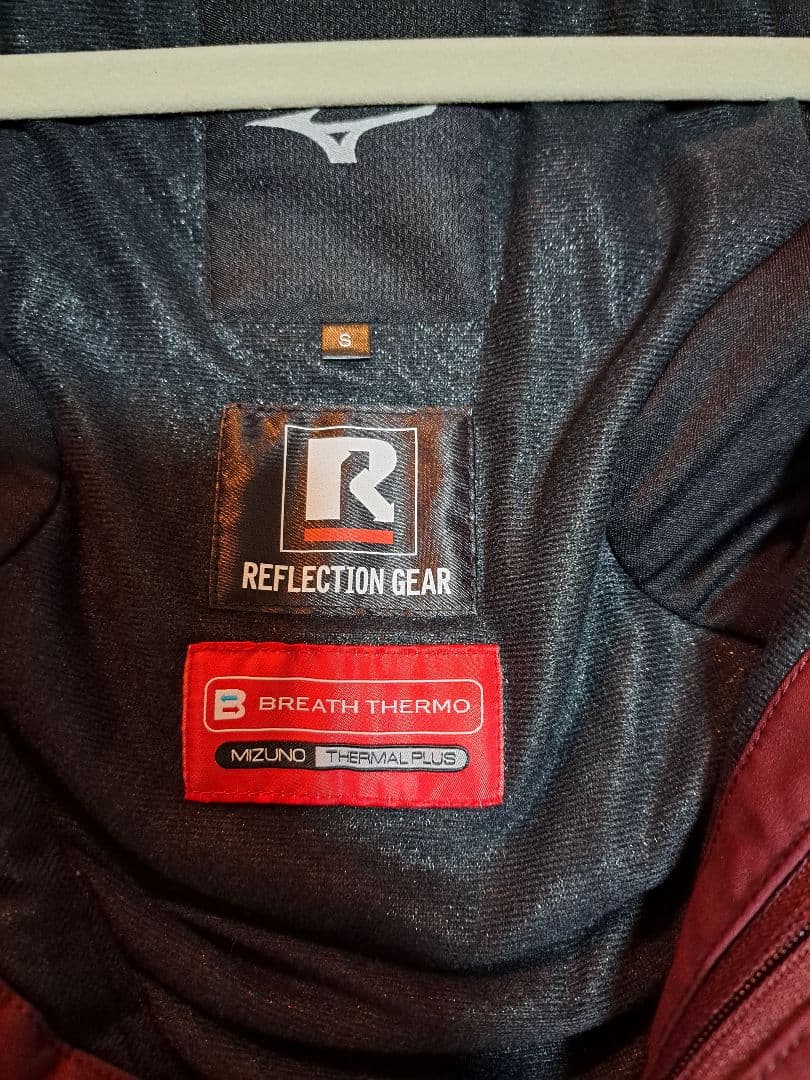 S
R
REFLECTION GEAR
B BREATH THERMO
MIZUNO THERMAL PLUS